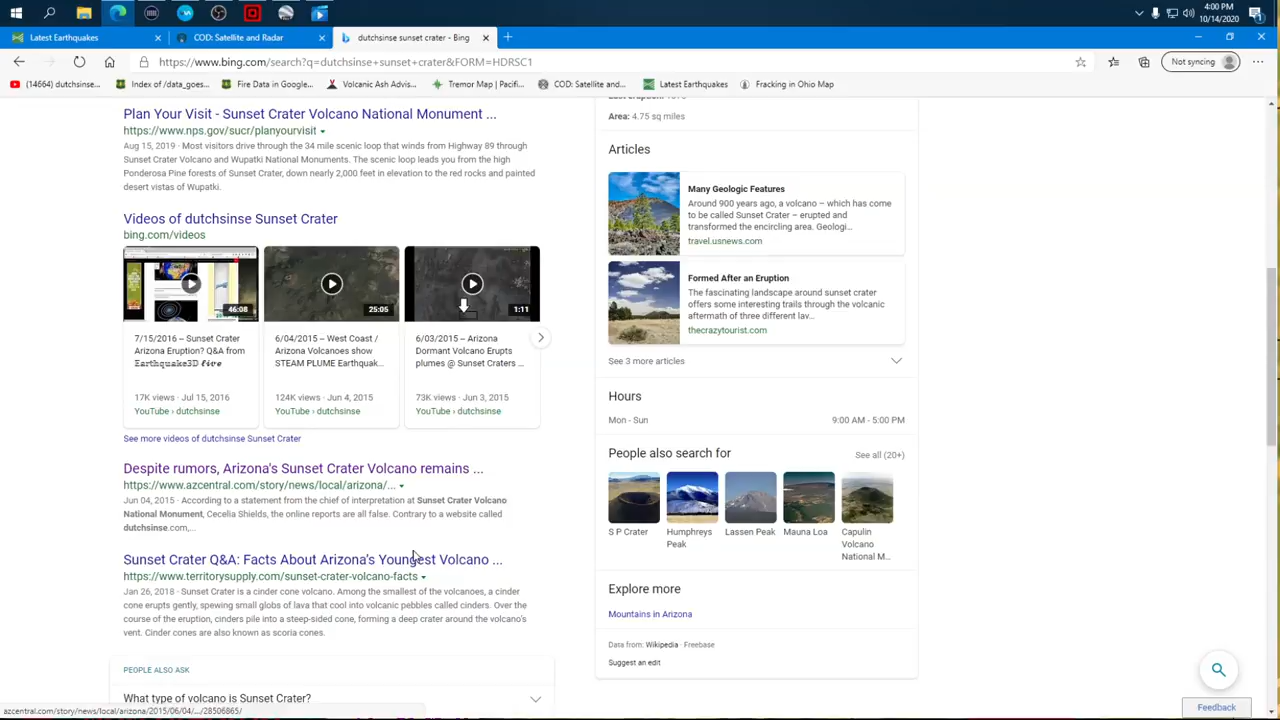 4:00 PM
10/14/2020
Latest Earthquakes
COD: Satellite and Radar
dutchsinse sunset crater - Bing
https://www.bing.com/search?q=dutchsinse+sunset+crater&FORM=HDRSC1
Not syncing
(14664) dutchsinse...
Index of /data_goes...
Fire Data in Google...
Volcanic Ash Advis...
Tremor Map | Pacif...
COD: Satellite and...
Latest Earthquakes
Fracking in Ohio Map
Plan Your Visit - Sunset Crater Volcano National Monument ...
https://www.nps.gov/sucr/planyourvisit
Aug 15, 2019 · Most visitors drive through the 34 mile scenic loop that winds from Highway 89 through
Sunset Crater Volcano and Wupatki National Monuments. The scenic loop leads you from the high
Ponderosa Pine forests of Sunset Crater, down nearly 2,000 feet in elevation to the red rocks and painted
desert vistas of Wupatki.
Videos of dutchsinse Sunset Crater
bing.com/videos
46:08
25:05
1:11
7/15/2016 – Sunset Crater
Arizona Eruption? Q&A from
Earthquake3D 𝒇𝒊𝒓𝒆
17K views · Jul 15, 2016
YouTube › dutchsinse
6/04/2015 – West Coast /
Arizona Volcanoes show
STEAM PLUME Earthquak...
124K views · Jun 4, 2015
YouTube › dutchsinse
6/03/2015 – Arizona
Dormant Volcano Erupts
plumes @ Sunset Craters ...
73K views · Jun 3, 2015
YouTube › dutchsinse
See more videos of dutchsinse Sunset Crater
Despite rumors, Arizona's Sunset Crater Volcano remains ...
https://www.azcentral.com/story/news/local/arizona/...
Jun 04, 2015 · According to a statement from the chief of interpretation at Sunset Crater Volcano
National Monument, Cecelia Shields, the online reports are all false. Contrary to a website called
dutchsinse.com,...
Sunset Crater Q&A: Facts About Arizona's Youngest Volcano ...
https://www.territorysupply.com/sunset-crater-volcano-facts
Jan 26, 2018 · Sunset Crater is a cinder cone volcano. Among the smallest of the volcanoes, a cinder
cone erupts gently, spewing small globs of lava that cool into volcanic pebbles called cinders. Over the
course of the eruption, cinders pile into a steep-sided cone, forming a deep crater around the volcano's
vent. Cinder cones are also known as scoria cones.
PEOPLE ALSO ASK
What type of volcano is Sunset Crater?
azcentral.com/story/news/local/arizona/2015/06/04/.../28506865/
Area: 4.75 sq miles
Articles
Many Geologic Features
Around 900 years ago, a volcano – which has come
to be called Sunset Crater – erupted and
transformed the encircling area. Geologi...
travel.usnews.com
Formed After an Eruption
The fascinating landscape around sunset crater
offers some interesting trails through the volcanic
aftermath of three different lav...
thecrazytourist.com
See 3 more articles
Hours
Mon - Sun
9:00 AM - 5:00 PM
People also search for
See all (20+)
S P Crater
Humphreys
Peak
Lassen Peak
Mauna Loa
Capulin
Volcano
National M...
Explore more
Mountains in Arizona
Data from: Wikipedia · Freebase
Suggest an edit
Feedback